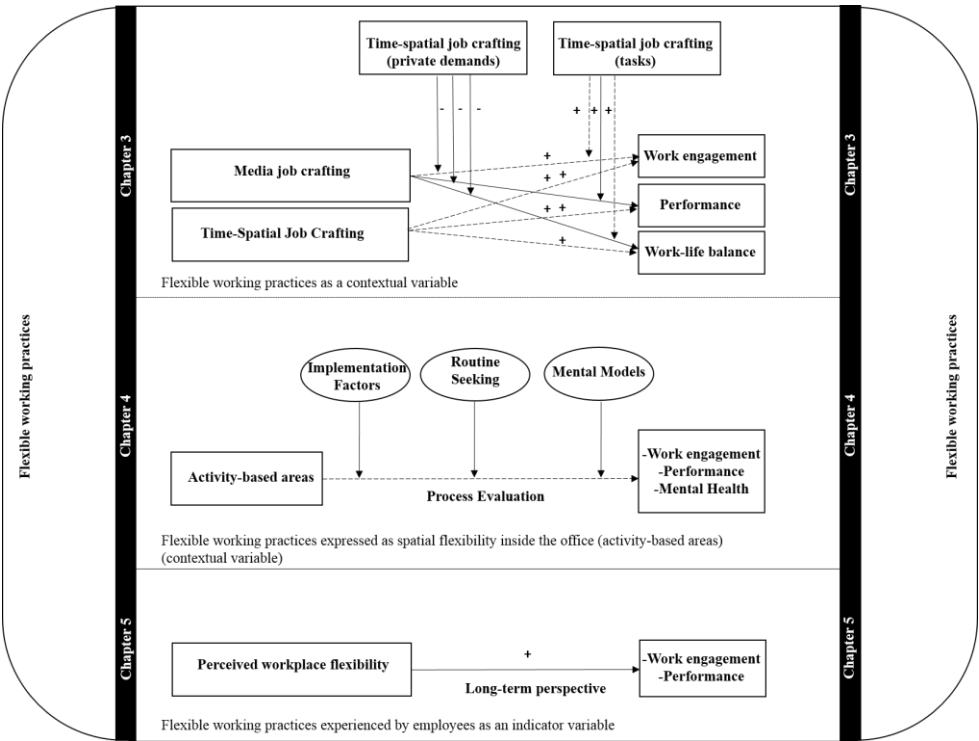 Flexible working practices
Chapter 3
Time-spatial job crafting
(private demands)
Time-spatial job crafting
(tasks)
- - -
+ + +
Media job crafting
Time-Spatial Job Crafting
+
+ +
+ +
+
Work engagement
Performance
Work-life balance
Flexible working practices as a contextual variable
Chapter 3
Chapter 4
Implementation
Factors
Routine
Seeking
Mental Models
Activity-based areas
Process Evaluation
-Work engagement
-Performance
-Mental Health
Flexible working practices expressed as spatial flexibility inside the office (activity-based areas)
(contextual variable)
Chapter 4
Chapter 5
Perceived workplace flexibility
+
Long-term perspective
-Work engagement
-Performance
Flexible working practices experienced by employees as an indicator variable
Chapter 5
Flexible working practices